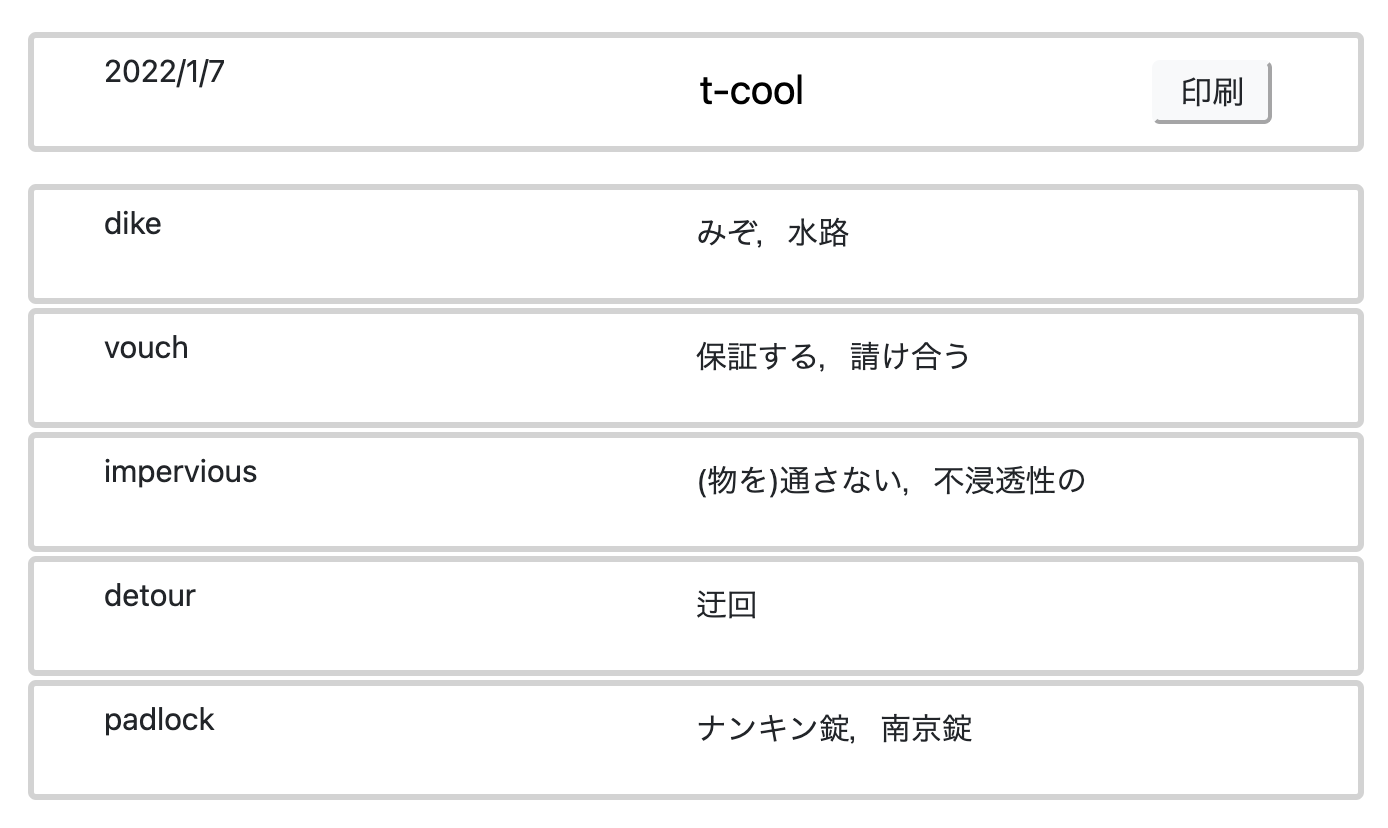 2022/1/7 t-cool 印刷
dike みぞ，水路
vouch 保証する，請け合う
impervious (物を)通さない，不浸透性の
detour 迂回
padlock ナンキン錠，南京錠